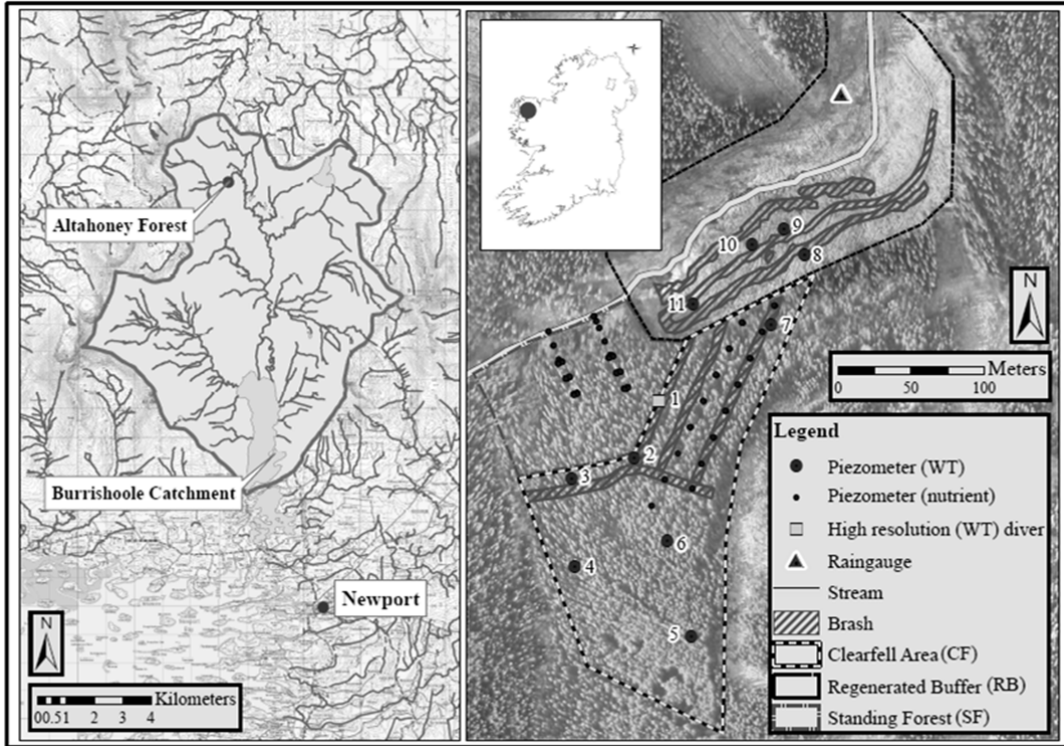 Altahoney Forest
Burrishoole Catchment
Newport
N
Kilometers
00.51 2 3 4
1
2
3
4
5
6
7
8
9
10
11
N
Meters
0 50 100
Legend
Piezometer (WT)
Piezometer (nutrient)
High resolution (WT) diver
Raingauge
Stream
Brash
Clearfell Area (CF)
Regenerated Buffer (RB)
Standing Forest (SF)